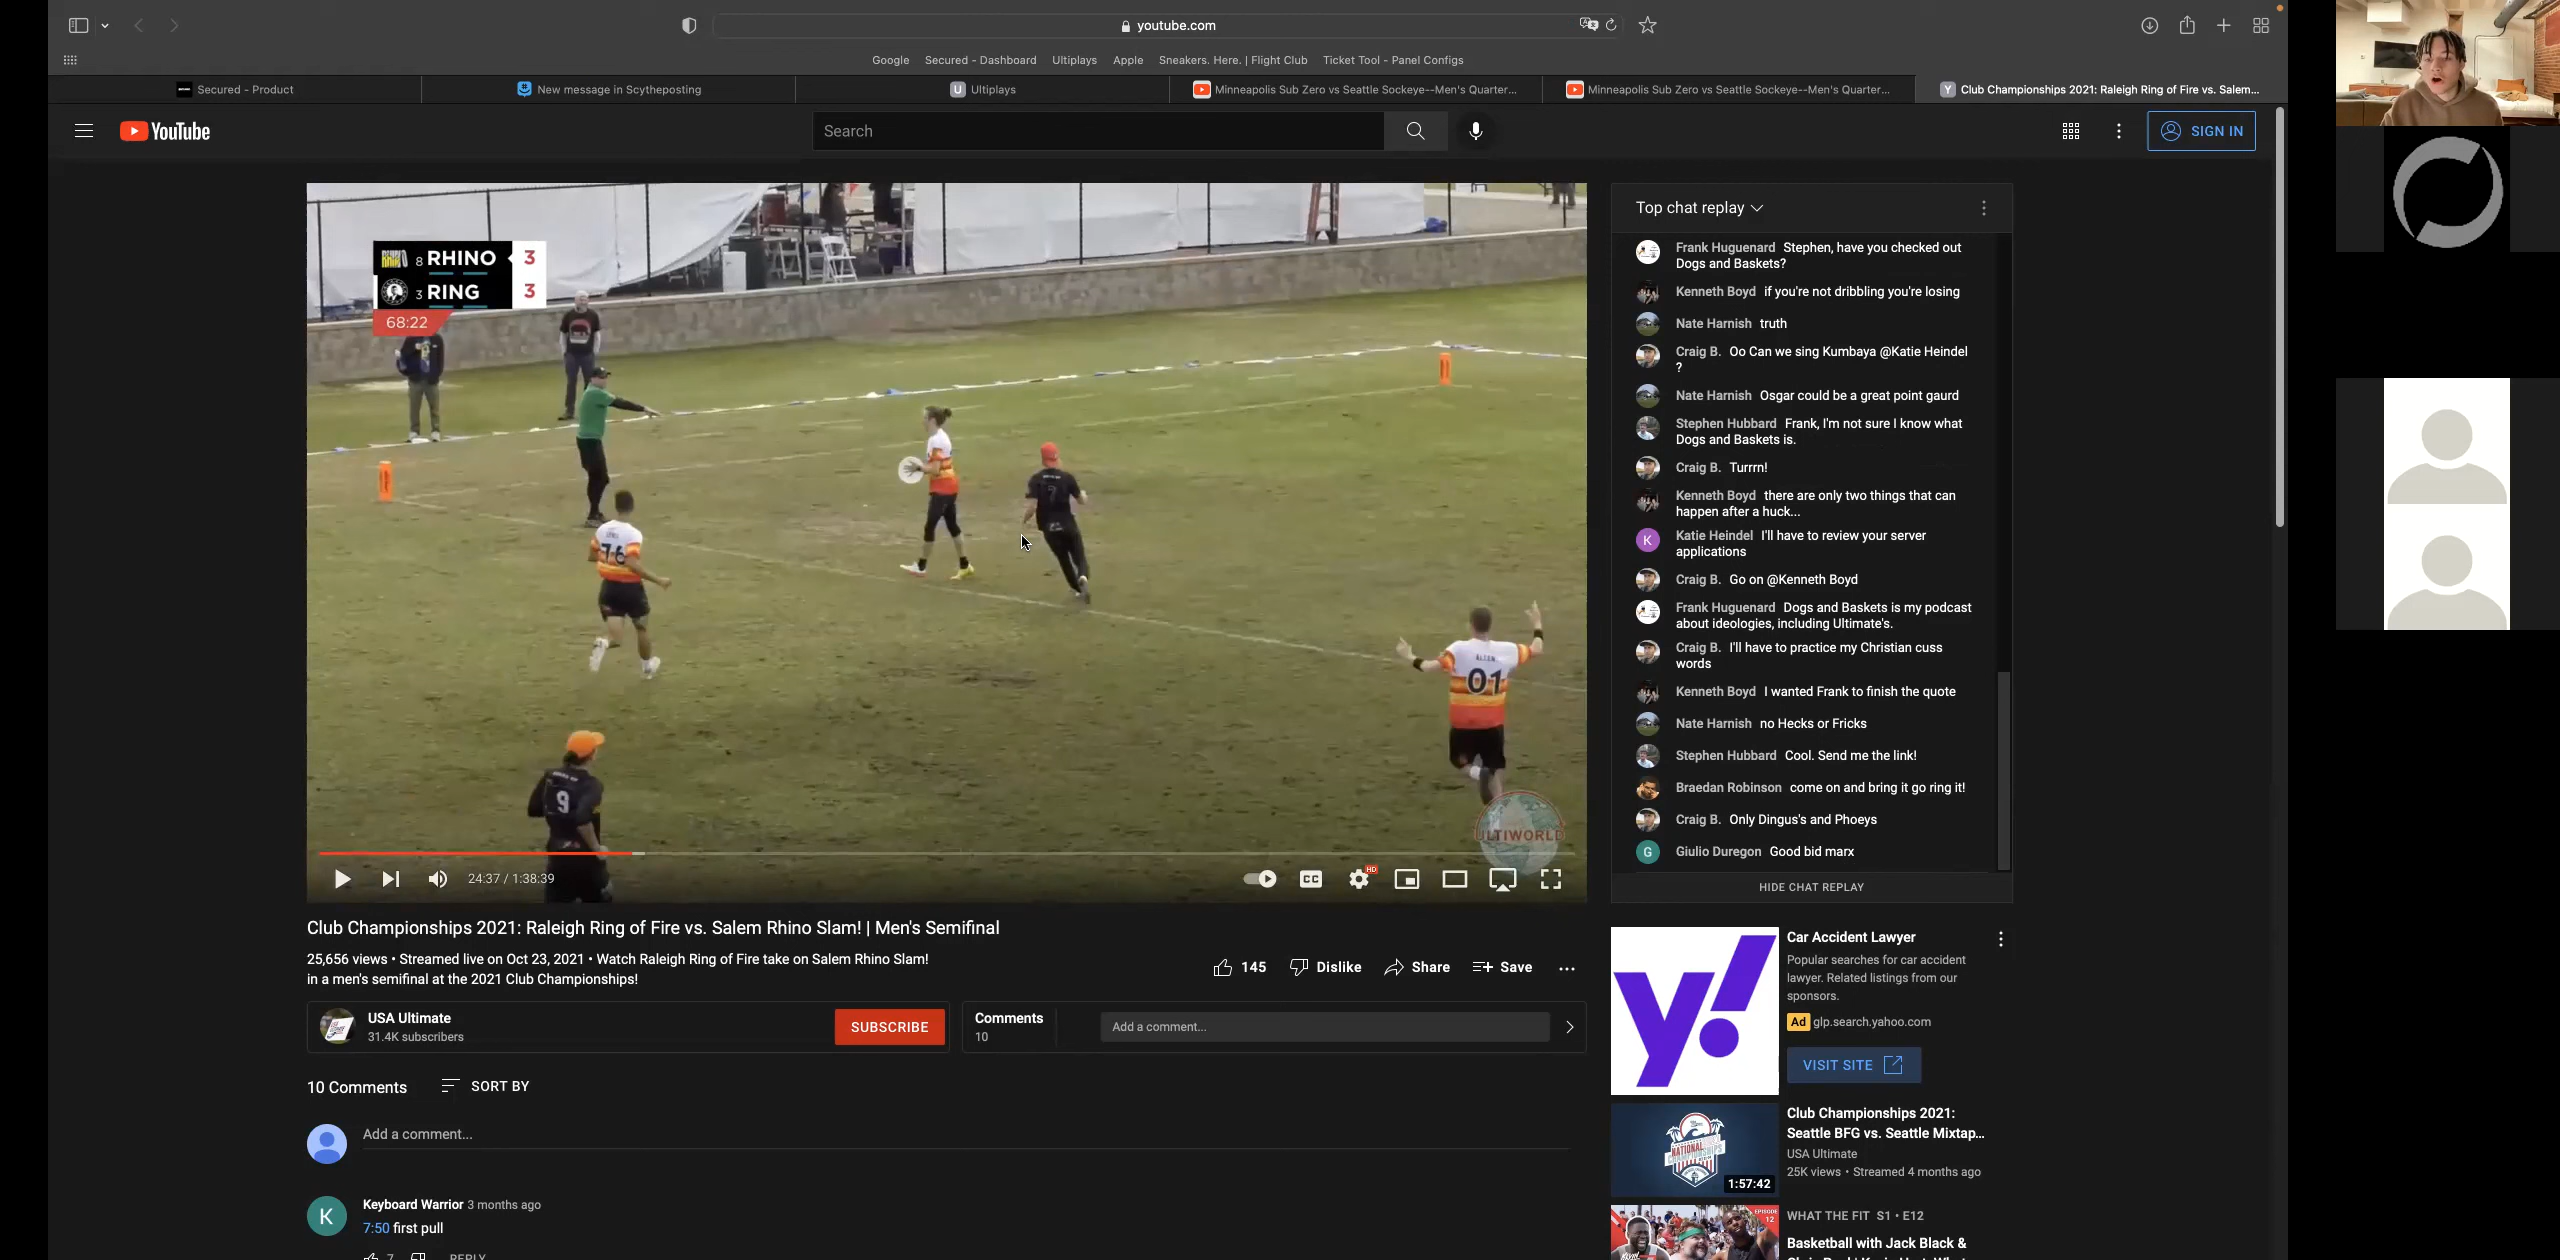 youtube.com
Google Secured - Dashboard Ultiplays Apple Sneakers. Here. | Flight Club Ticket Tool - Panel Configs
Secured - Product
New message in Scytheposting
U Ultiplays
Minneapolis Sub Zero vs Seattle Sockeye--Men's Quarter...
Minneapolis Sub Zero vs Seattle Sockeye--Men's Quarter...
Y Club Championships 2021: Raleigh Ring of Fire vs. Salem...
YouTube
Search
SIGN IN
8 RHINO 3
3 RING 3
68:22
7
76
ALLEN
01
9
ULTIWORLD
24:37 / 1:38:39
CC
HD
Top chat replay
Frank Huguenard Stephen, have you checked out
Dogs and Baskets?
Kenneth Boyd if you're not dribbling you're losing
Nate Harnish truth
Craig B. Oo Can we sing Kumbaya @Katie Heindel
?
Nate Harnish Osgar could be a great point gaurd
Stephen Hubbard Frank, I'm not sure I know what
Dogs and Baskets is.
Craig B. Turrrn!
Kenneth Boyd there are only two things that can
happen after a huck...
K Katie Heindel I'll have to review your server
applications
Craig B. Go on @Kenneth Boyd
Frank Huguenard Dogs and Baskets is my podcast
about ideologies, including Ultimate's.
Craig B. I'll have to practice my Christian cuss
words
Kenneth Boyd I wanted Frank to finish the quote
Nate Harnish no Hecks or Fricks
Stephen Hubbard Cool. Send me the link!
Braedan Robinson come on and bring it go ring it!
Craig B. Only Dingus's and Phoeys
G Giulio Duregon Good bid marx
HIDE CHAT REPLAY
Club Championships 2021: Raleigh Ring of Fire vs. Salem Rhino Slam! | Men's Semifinal
25,656 views • Streamed live on Oct 23, 2021 • Watch Raleigh Ring of Fire take on Salem Rhino Slam!
in a men's semifinal at the 2021 Club Championships!
145 Dislike Share Save
USA Ultimate
31.4K subscribers
SUBSCRIBE
Comments
10
Add a comment...
10 Comments
SORT BY
Add a comment...
K Keyboard Warrior 3 months ago
7:50 first pull
7 REPLY
y!
Car Accident Lawyer
Popular searches for car accident
lawyer. Related listings from our
sponsors.
Ad glp.search.yahoo.com
VISIT SITE
NATIONAL
1:57:42
Club Championships 2021:
Seattle BFG vs. Seattle Mixtap...
USA Ultimate
25K views • Streamed 4 months ago
EPISODE
12
WHAT THE FIT S1 • E12
Basketball with Jack Black &